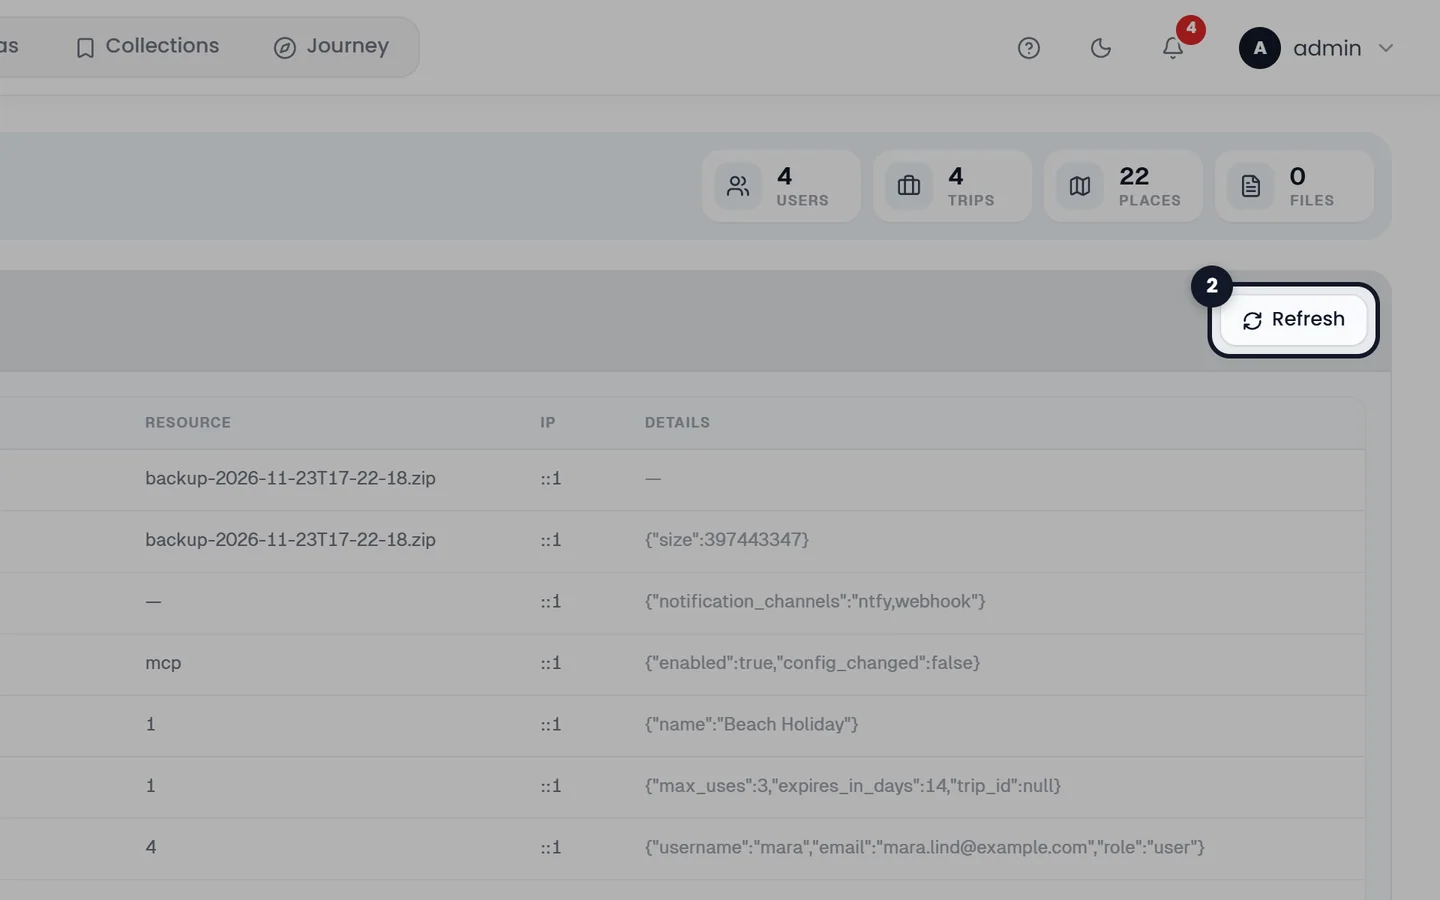 as Collections Journey 4 A admin
4 USERS 4 TRIPS 22 PLACES 0 FILES
2 Refresh
RESOURCE IP DETAILS
backup-2026-11-23T17-22-18.zip ::1 —
backup-2026-11-23T17-22-18.zip ::1 {"size":397443347}
— ::1 {"notification_channels":"ntfy,webhook"}
mcp ::1 {"enabled":true,"config_changed":false}
1 ::1 {"name":"Beach Holiday"}
1 ::1 {"max_uses":3,"expires_in_days":14,"trip_id":null}
4 ::1 {"username":"mara","email":"mara.lind@example.com","role":"user"}